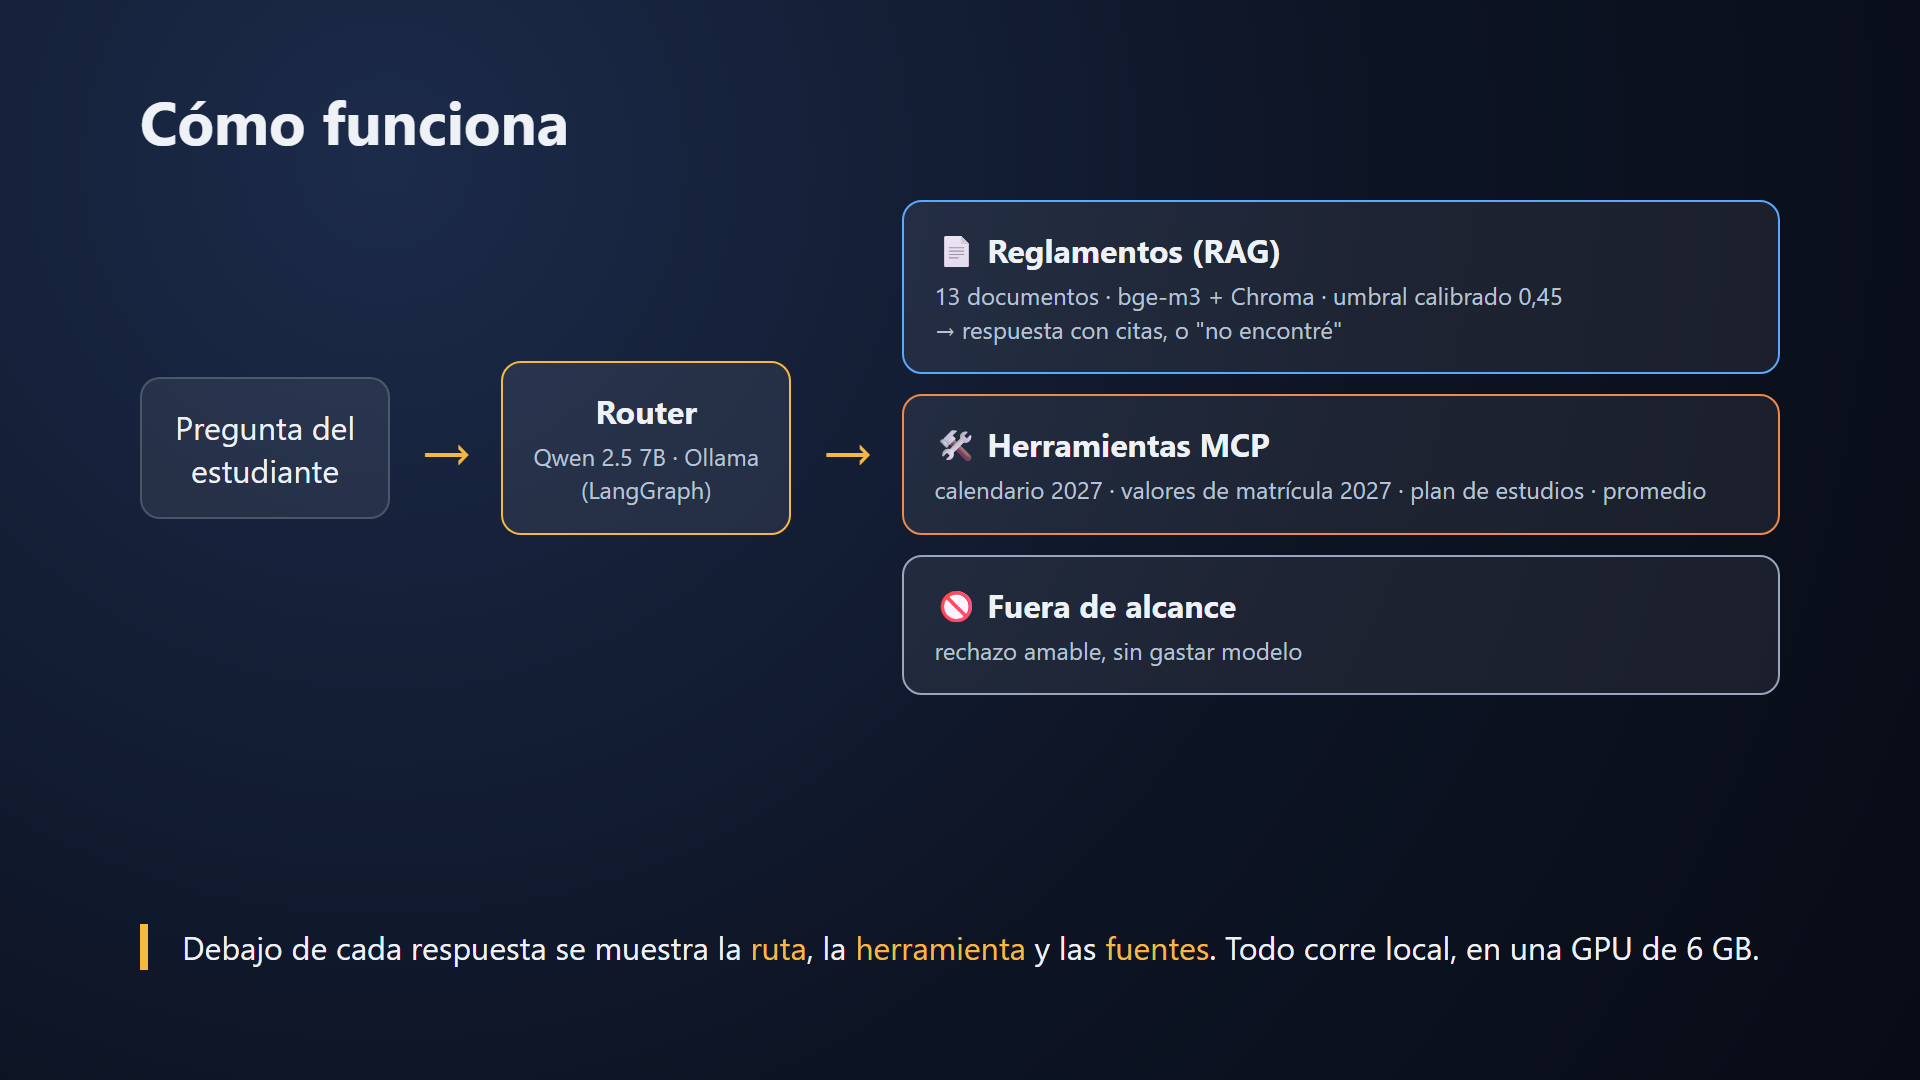 Cómo funciona
Pregunta del
estudiante
→
Router
Qwen 2.5 7B · Ollama
(LangGraph)
→
Reglamentos (RAG)
13 documentos · bge-m3 + Chroma · umbral calibrado 0,45
→ respuesta con citas, o "no encontré"
Herramientas MCP
calendario 2027 · valores de matrícula 2027 · plan de estudios · promedio
Fuera de alcance
rechazo amable, sin gastar modelo
Debajo de cada respuesta se muestra la ruta, la herramienta y las fuentes. Todo corre local, en una GPU de 6 GB.